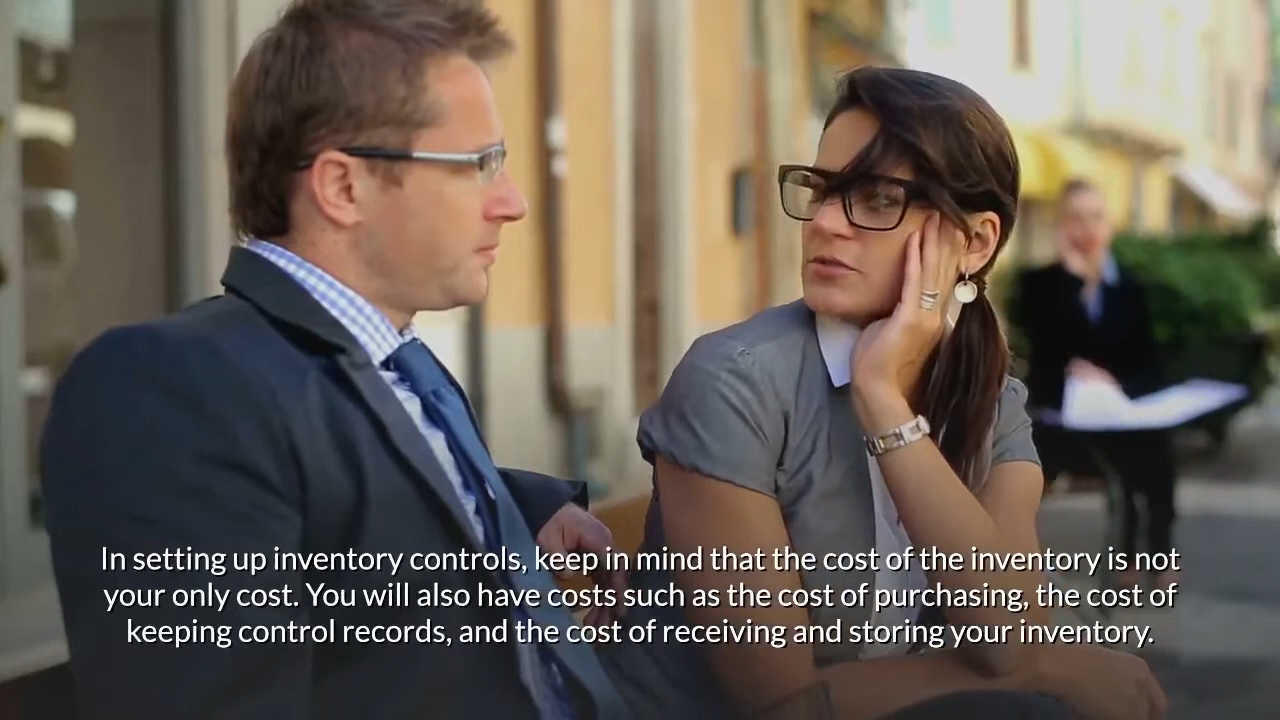 In setting up inventory controls, keep in mind that the cost of the inventory is not
your only cost. You will also have costs such as the cost of purchasing, the cost of
keeping control records, and the cost of receiving and storing your inventory.